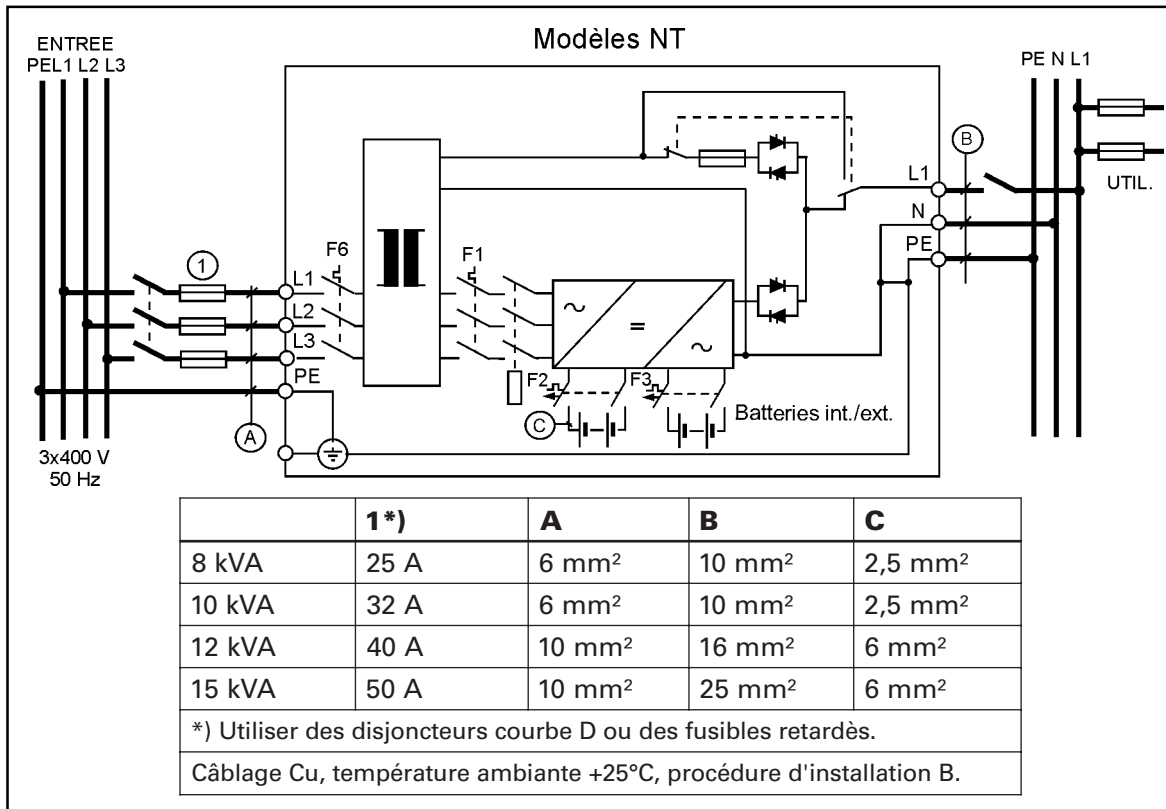 Modèles NT
ENTREE
PE L1 L2 L3
PE N L1
B
L1
UTIL.
N
PE
1
F6
F1
L1
L2
L3
PE
~
=
~
F2
F3
Batteries int./ext.
C
A
3x400 V
50 Hz
1*) A B C
8 kVA 25 A 6 mm² 10 mm² 2,5 mm²
10 kVA 32 A 6 mm² 10 mm² 2,5 mm²
12 kVA 40 A 10 mm² 16 mm² 6 mm²
15 kVA 50 A 10 mm² 25 mm² 6 mm²
*) Utiliser des disjoncteurs courbe D ou des fusibles retardès.
Câblage Cu, température ambiante +25°C, procédure d'installation B.